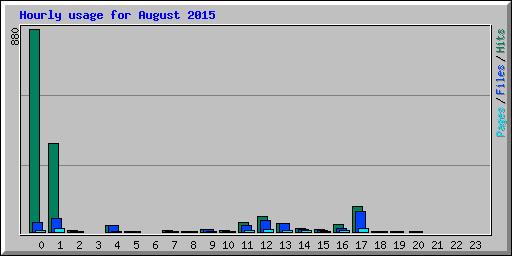 Hourly usage for August 2015
880
Pages/Files/Hits
0 1 2 3 4 5 6 7 8 9 10 11 12 13 14 15 16 17 18 19 20 21 22 23